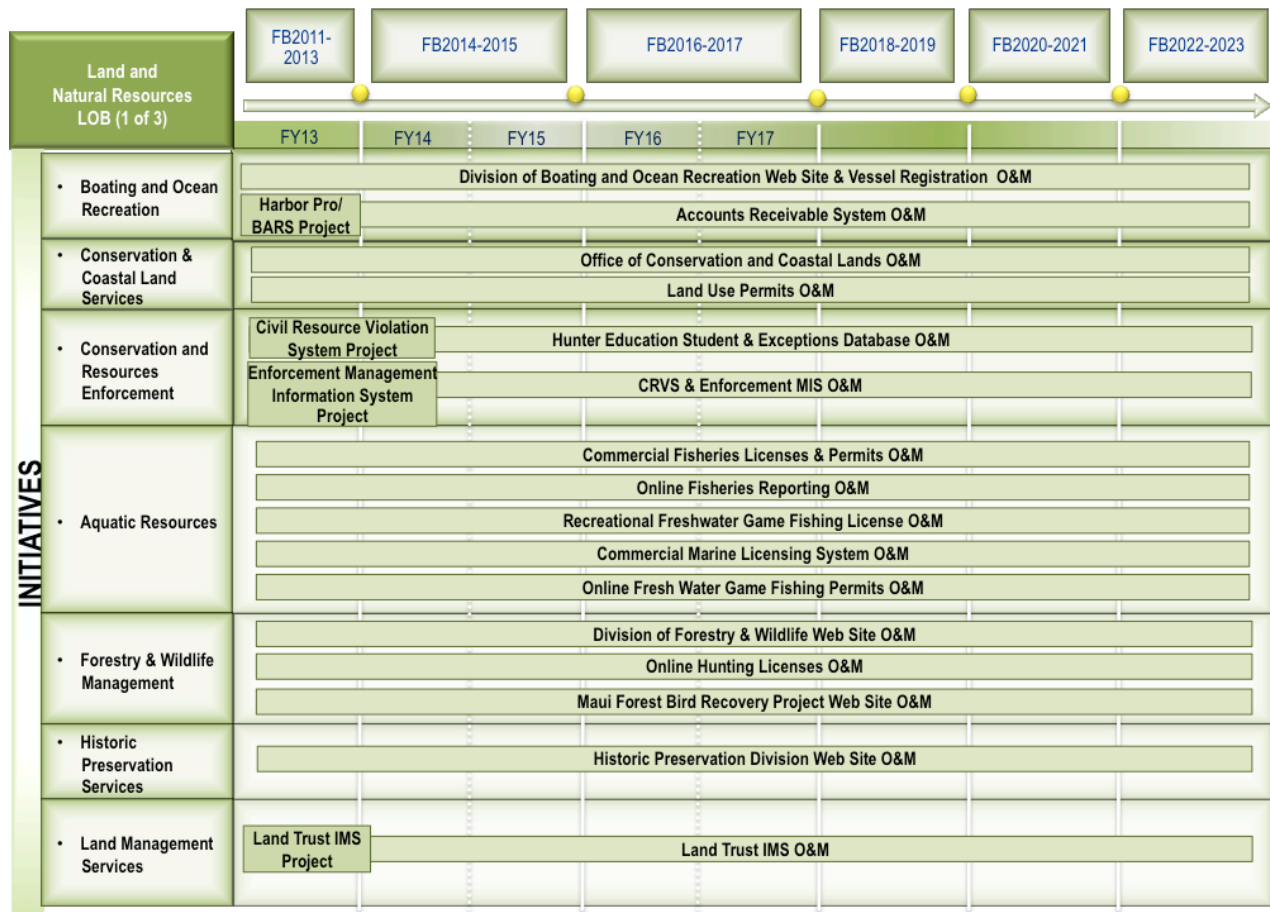 Land and
Natural Resources
LOB (1 of 3)
FB2011-
2013
FB2014-2015
FB2016-2017
FB2018-2019
FB2020-2021
FB2022-2023
FY13
FY14
FY15
FY16
FY17
INITIATIVES
• Boating and Ocean
Recreation
Division of Boating and Ocean Recreation Web Site & Vessel Registration O&M
Harbor Pro/
BARS Project
Accounts Receivable System O&M
• Conservation &
Coastal Land
Services
Office of Conservation and Coastal Lands O&M
Land Use Permits O&M
• Conservation and
Resources
Enforcement
Civil Resource Violation
System Project
Hunter Education Student & Exceptions Database O&M
Enforcement Management
Information System
Project
CRVS & Enforcement MIS O&M
• Aquatic Resources
Commercial Fisheries Licenses & Permits O&M
Online Fisheries Reporting O&M
Recreational Freshwater Game Fishing License O&M
Commercial Marine Licensing System O&M
Online Fresh Water Game Fishing Permits O&M
• Forestry & Wildlife
Management
Division of Forestry & Wildlife Web Site O&M
Online Hunting Licenses O&M
Maui Forest Bird Recovery Project Web Site O&M
• Historic
Preservation
Services
Historic Preservation Division Web Site O&M
• Land Management
Services
Land Trust IMS
Project
Land Trust IMS O&M